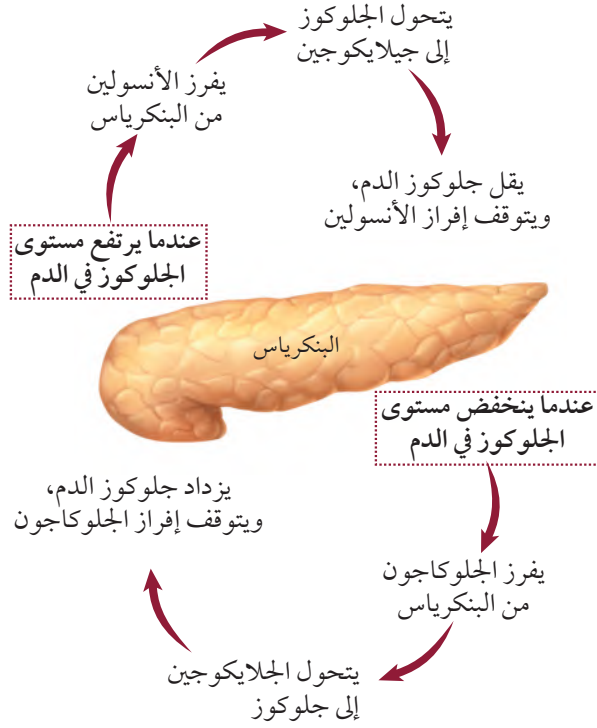 يتحول الجلوكوز
إلى جيلايكوجين
يفرز الأنسولين
من البنكرياس
يقل جلوكوز الدم،
ويتوقف إفراز الأنسولين
عندما يرتفع مستوى
الجلوكوز في الدم
البنكرياس
عندما ينخفض مستوى
الجلوكوز في الدم
يزداد جلوكوز الدم،
ويتوقف إفراز الجلوكاجون
يفرز الجلوكاجون
من البنكرياس
يتحول الجلايكوجين
إلى جلوكوز